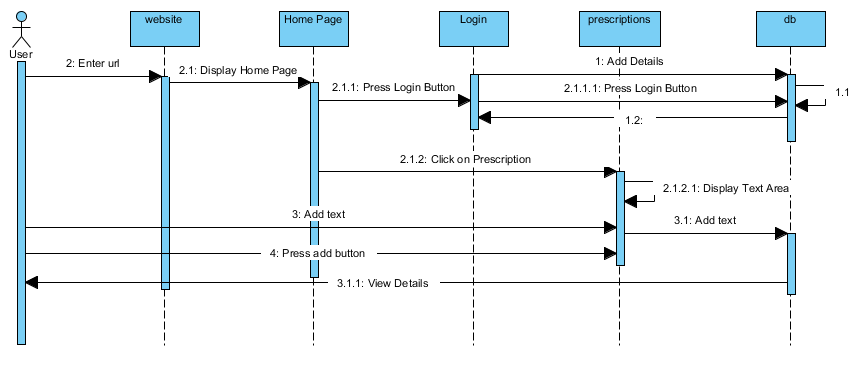 website
Home Page
Login
prescriptions
db
User
2: Enter url
2.1: Display Home Page
1: Add Details
2.1.1: Press Login Button
2.1.1.1: Press Login Button
1.1
1.2:
2.1.2: Click on Prescription
2.1.2.1: Display Text Area
3: Add text
3.1: Add text
4: Press add button
3.1.1: View Details